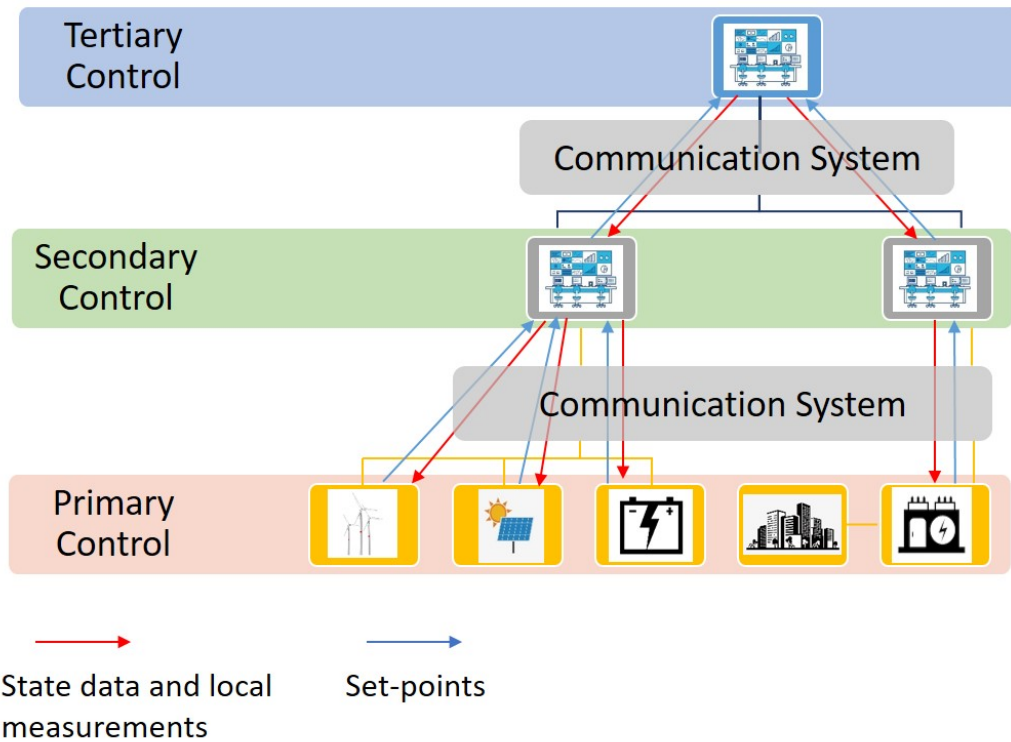 Tertiary
Control
Communication System
Secondary
Control
Communication System
Primary
Control
State data and local
measurements
Set-points